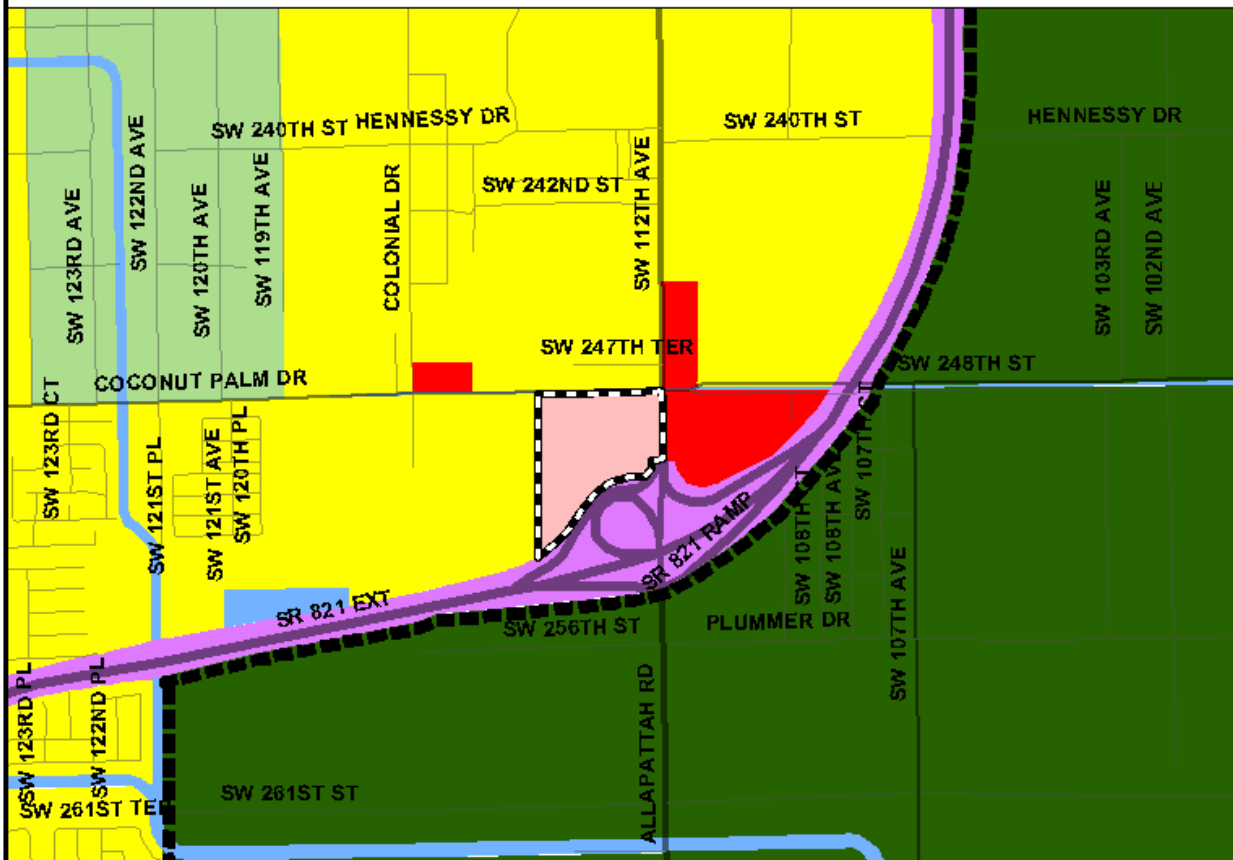 SW 240TH ST
HENNESSY DR
SW 240TH ST
HENNESSY DR
SW 122ND AVE
SW 123RD AVE
SW 120TH AVE
SW 119TH AVE
COLONIAL DR
SW 242ND ST
SW 112TH AVE
SW 103RD AVE
SW 102ND AVE
SW 247TH TER
SW 248TH ST
COCONUT PALM DR
SW 123RD CT
SW 121ST PL
SW 121ST AVE
SW 120TH PL
SW 107TH CT
SW 108TH CT
SW 108TH AVE
SR 821 RAMP
SR 821 EXT
SW 256TH ST
PLUMMER DR
SW 107TH AVE
ALLAPATTAH RD
SW 123RD PL
SW 122ND PL
SW 261ST TER
SW 261ST ST